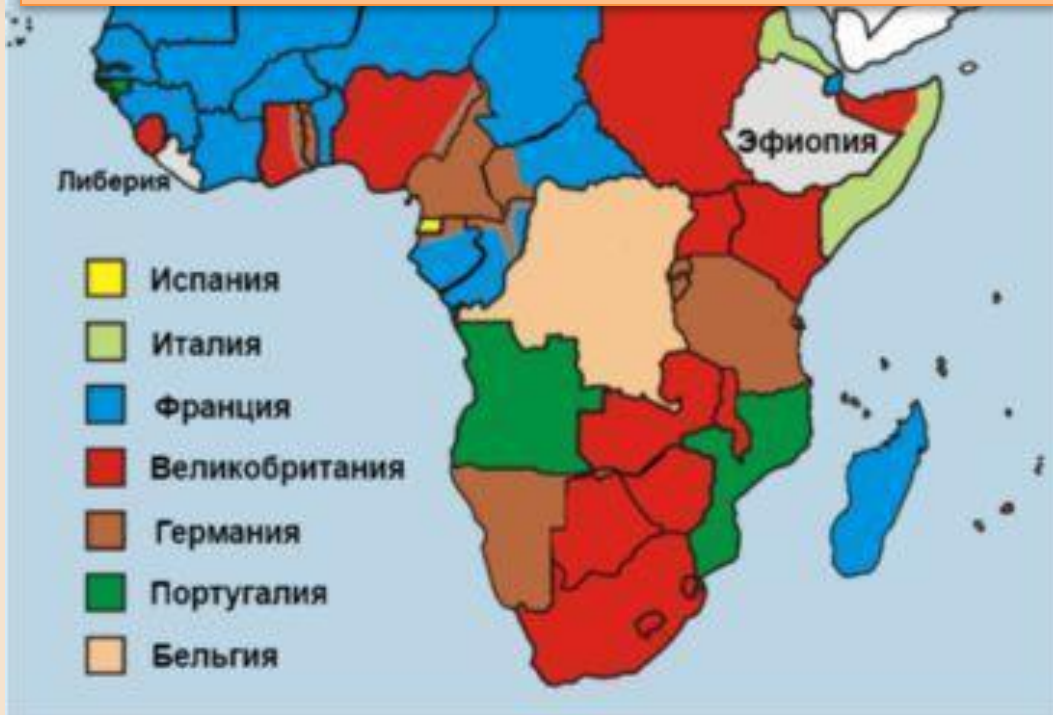 Эфиопия
Либерия
Испания
Италия
Франция
Великобритания
Германия
Португалия
Бельгия